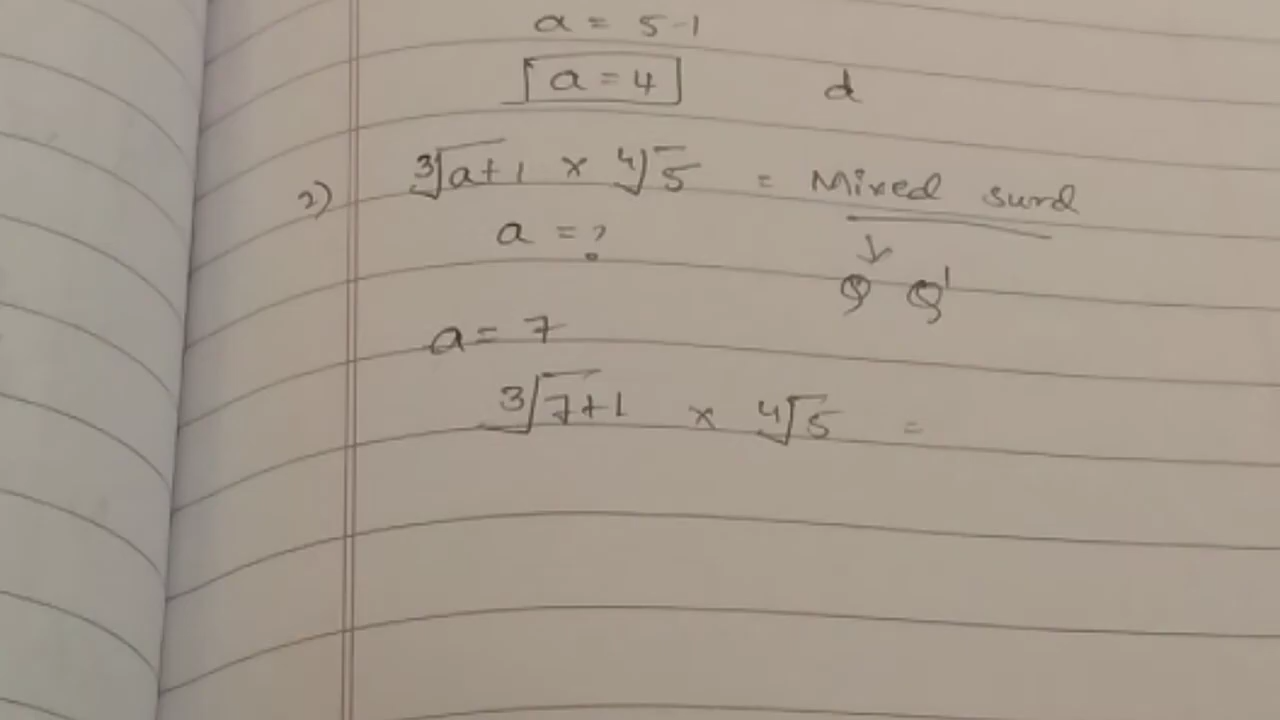 a = 5-1
a = 4 d
2) ∛a+1 × ∜5 = Mixed surd
a = ?
↓
Q Q'
a = 7
∛7+1 × ∜5 =